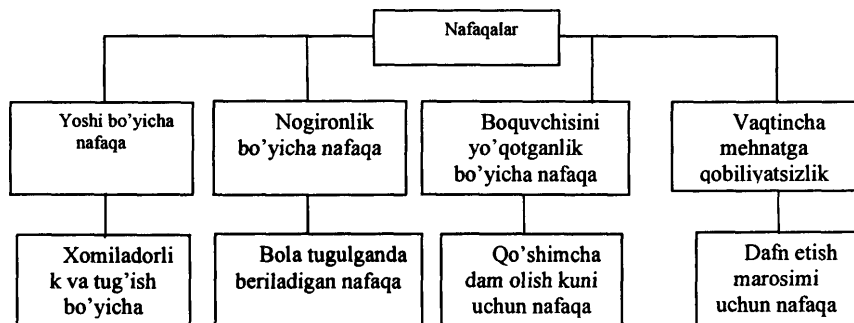 Nafaqalar
Yoshi bo'yicha
nafaqa
Nogironlik
bo'yicha nafaqa
Boquvchisini
yo'qotganlik
bo'yicha nafaqa
Vaqtincha
mehnatga
qobiliyatsizlik
Xomiladorli
k va tug'ish
bo'yicha
Bola tugulganda
beriladigan nafaqa
Qo'shimcha
dam olish kuni
uchun nafaqa
Dafn etish
marosimi
uchun nafaqa